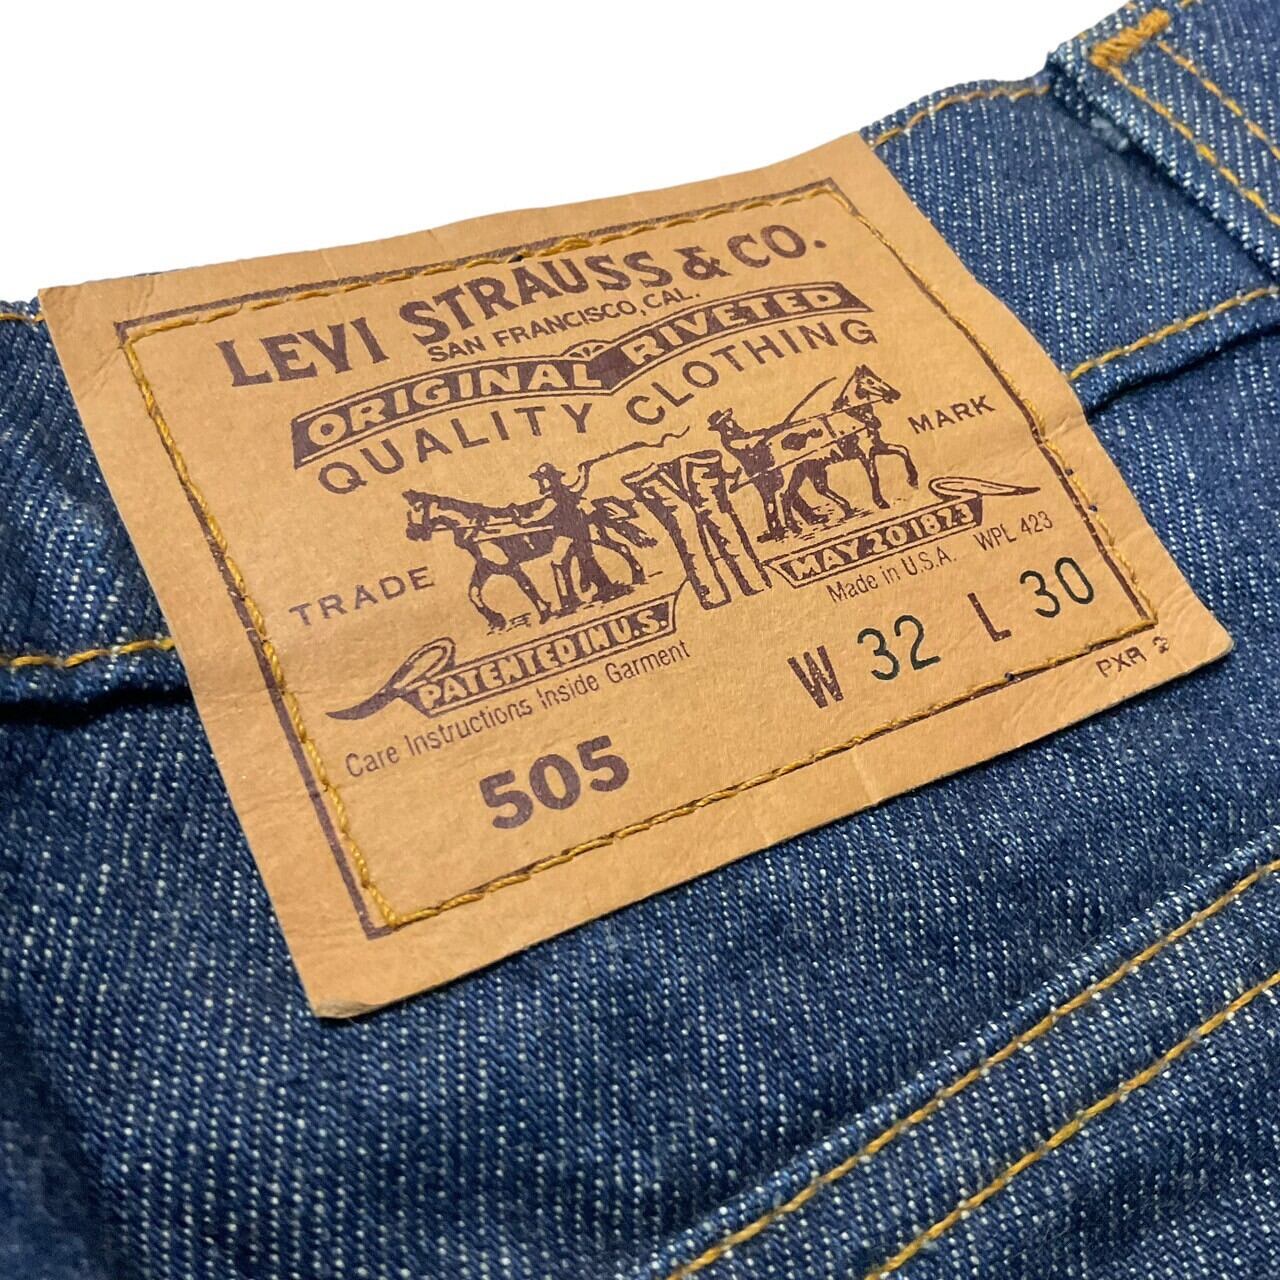 LEVI STRAUSS & CO.
SAN FRANCISCO, CAL.
ORIGINAL RIVETED
QUALITY CLOTHING
TRADE MARK
PATENTED IN U.S. MAY 20 1873
Care Instructions Inside Garment Made in U.S.A. WPL 423
505 W 32 L 30